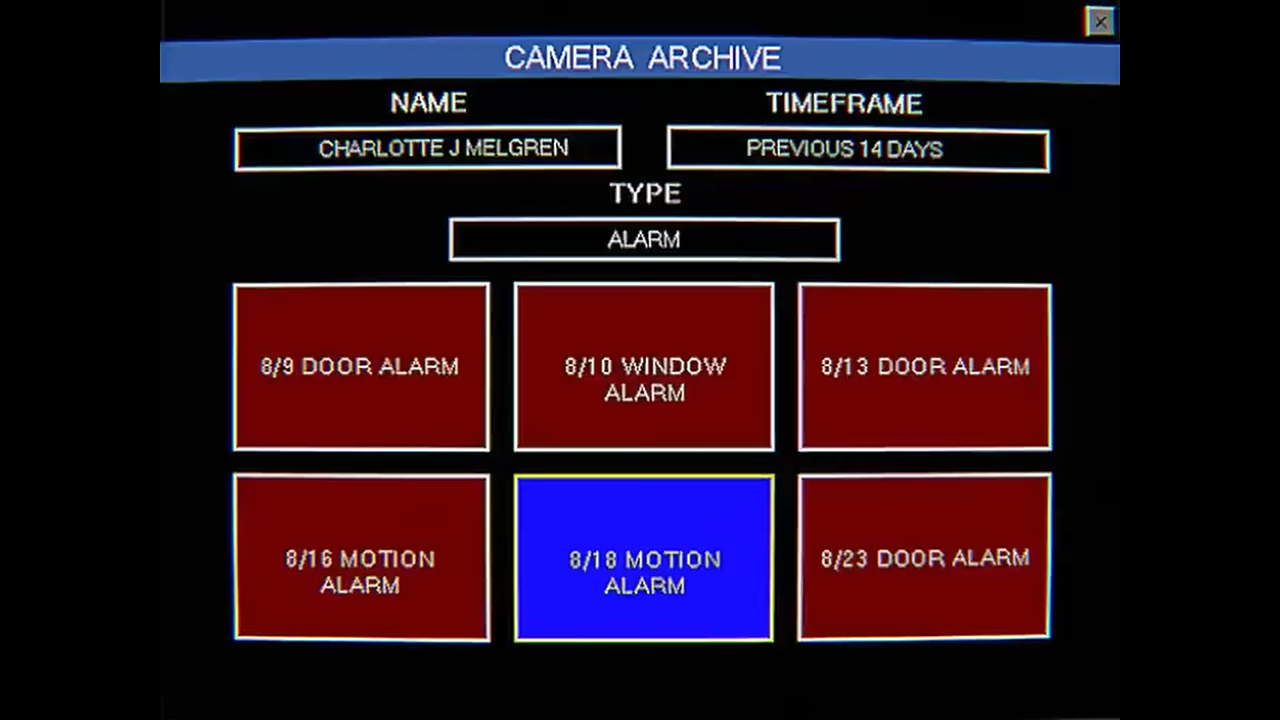 CAMERA ARCHIVE
NAME
TIMEFRAME
CHARLOTTE J MELGREN
PREVIOUS 14 DAYS
TYPE
ALARM
8/9 DOOR ALARM
8/10 WINDOW
ALARM
8/13 DOOR ALARM
8/16 MOTION
ALARM
8/18 MOTION
ALARM
8/23 DOOR ALARM